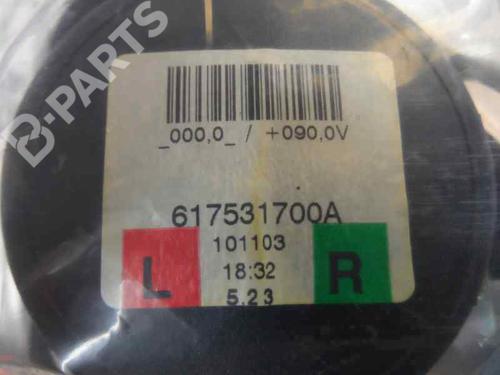 B-PARTS
_000,0_ / +090,0V
617531700A
L
101103
R
18:32
5.23